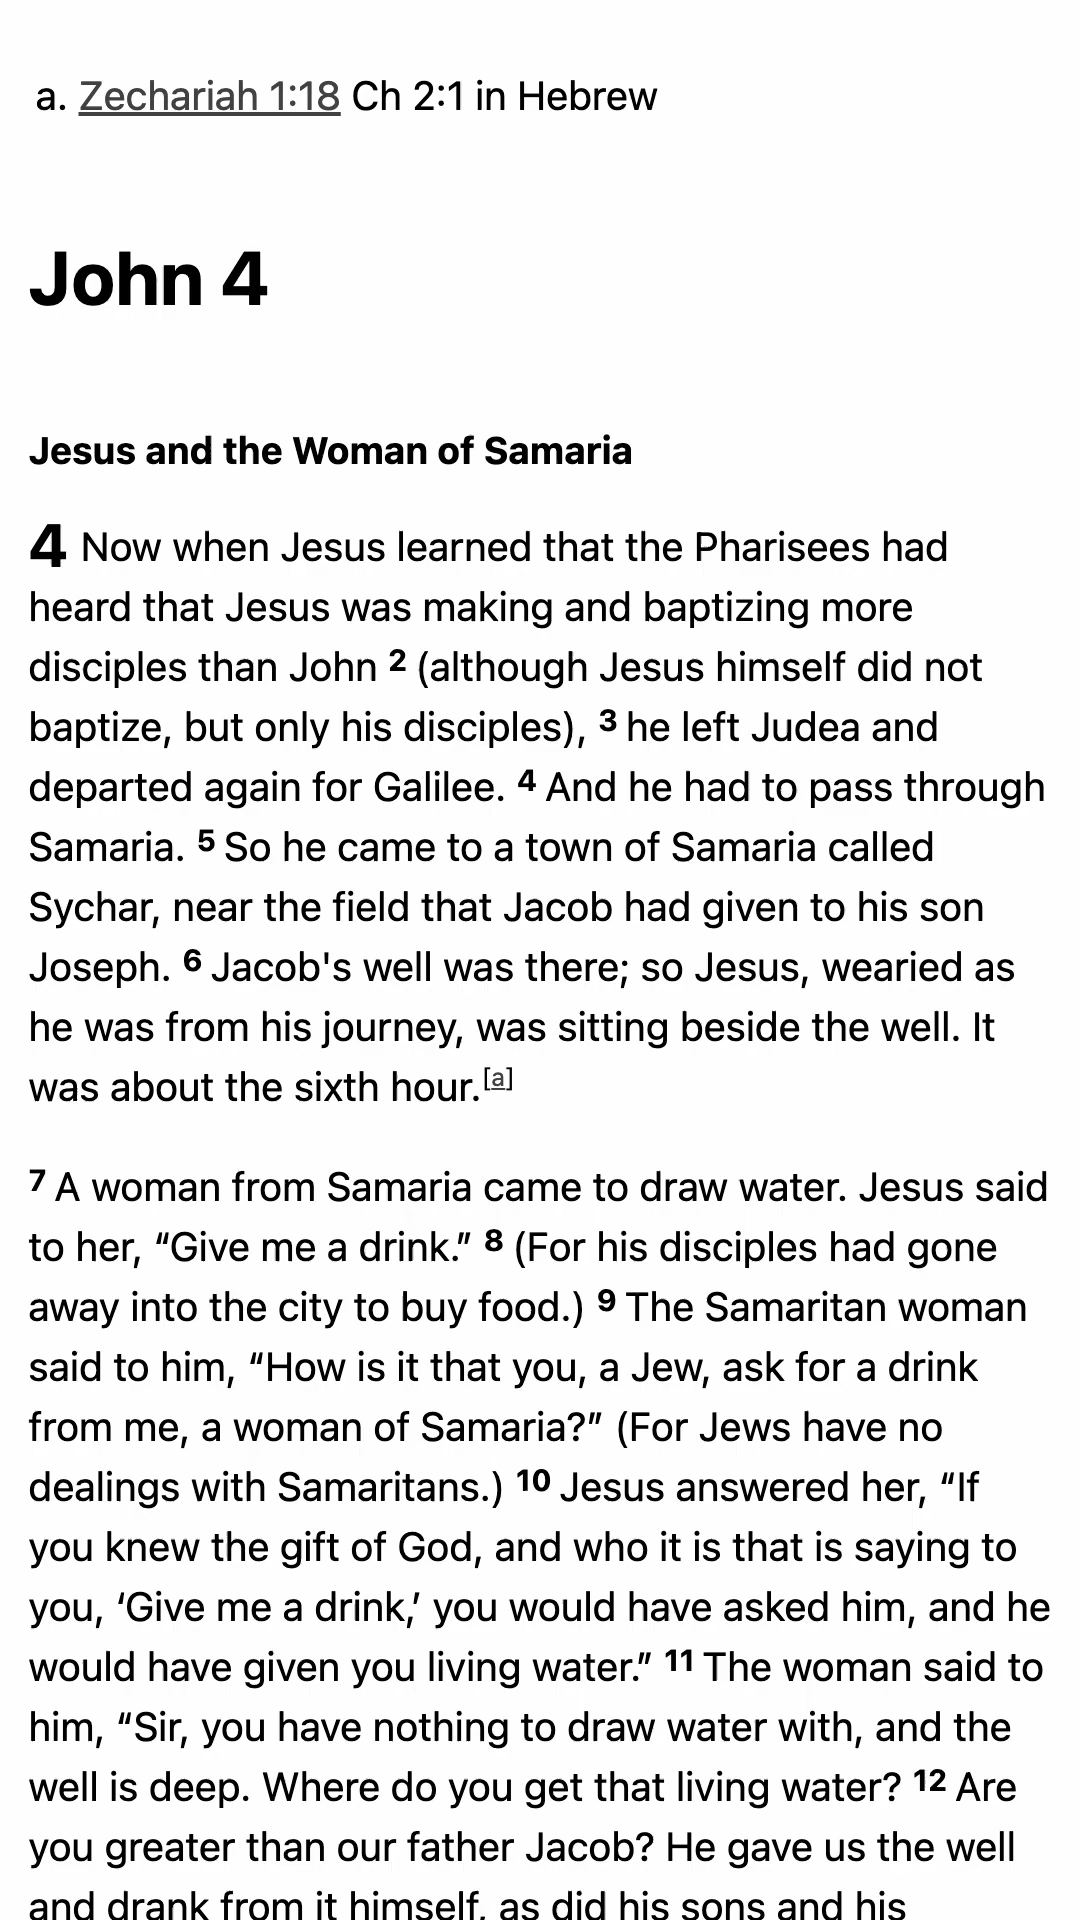 a. Zechariah 1:18 Ch 2:1 in Hebrew
John 4
Jesus and the Woman of Samaria
4 Now when Jesus learned that the Pharisees had
heard that Jesus was making and baptizing more
disciples than John 2 (although Jesus himself did not
baptize, but only his disciples), 3 he left Judea and
departed again for Galilee. 4 And he had to pass through
Samaria. 5 So he came to a town of Samaria called
Sychar, near the field that Jacob had given to his son
Joseph. 6 Jacob's well was there; so Jesus, wearied as
he was from his journey, was sitting beside the well. It
was about the sixth hour.[a]
7 A woman from Samaria came to draw water. Jesus said
to her, “Give me a drink.” 8 (For his disciples had gone
away into the city to buy food.) 9 The Samaritan woman
said to him, “How is it that you, a Jew, ask for a drink
from me, a woman of Samaria?” (For Jews have no
dealings with Samaritans.) 10 Jesus answered her, “If
you knew the gift of God, and who it is that is saying to
you, ‘Give me a drink,’ you would have asked him, and he
would have given you living water.” 11 The woman said to
him, “Sir, you have nothing to draw water with, and the
well is deep. Where do you get that living water? 12 Are
you greater than our father Jacob? He gave us the well
and drank from it himself, as did his sons and his